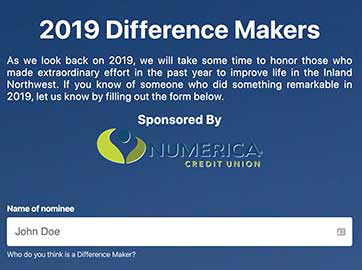 2019 Difference Makers
As we look back on 2019, we will take some time to honor those who
made extraordinary effort in the past year to improve life in the Inland
Northwest. If you know of someone who did something remarkable in
2019, let us know by filling out the form below.
Sponsored By
NUMERICA
CREDIT UNION
Name of nominee
John Doe
Who do you think is a Difference Maker?